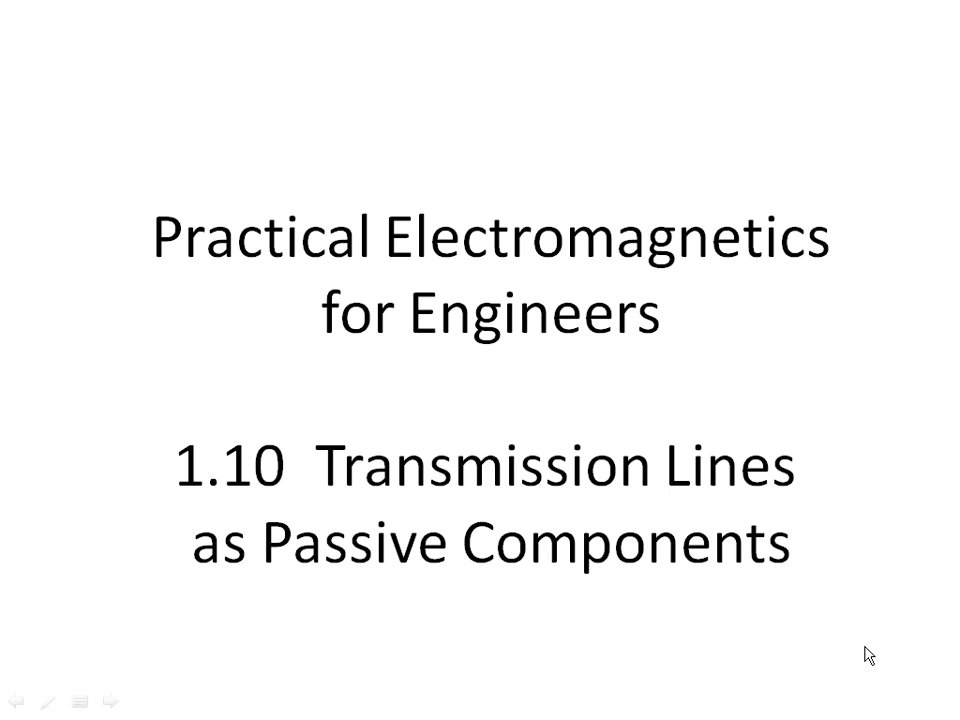 Practical Electromagnetics
for Engineers
1.10 Transmission Lines
as Passive Components